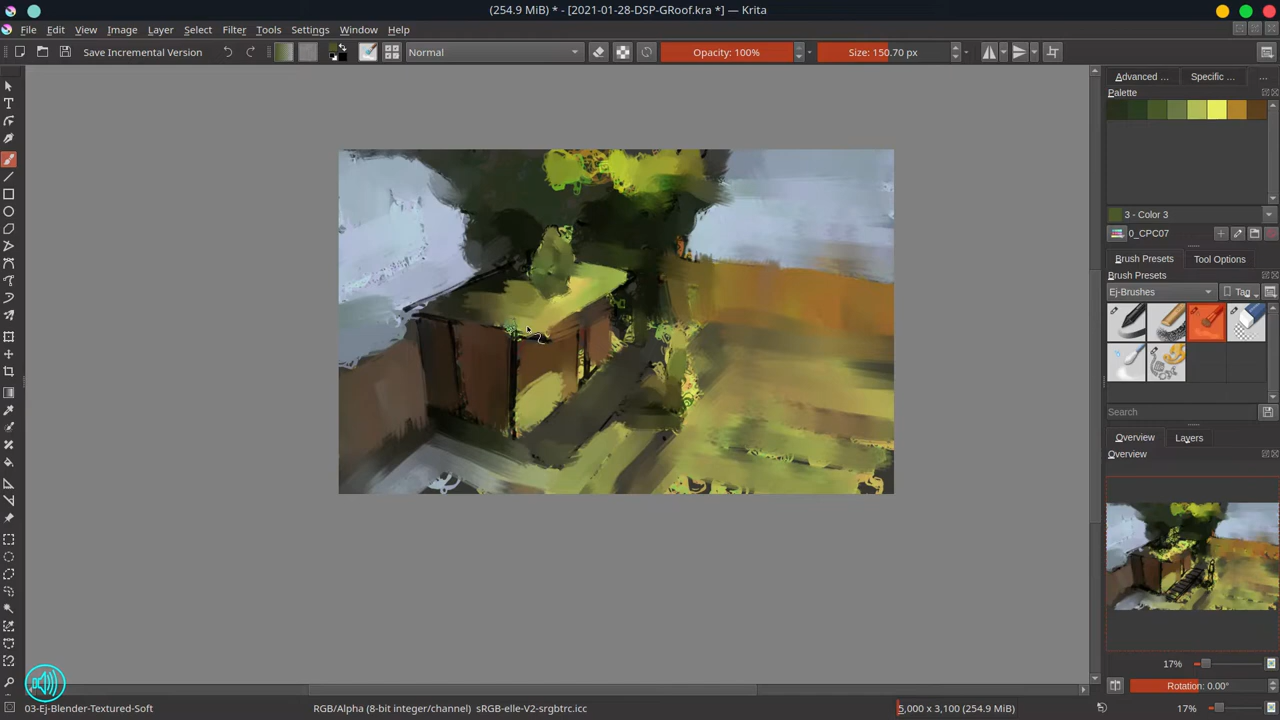 (254.9 MiB) * - [2021-01-28-DSP-GRoof.kra *] — Krita
File Edit View Image Layer Select Filter Tools Settings Window Help
Save Incremental Version Normal Opacity: 100% Size: 150.70 px
Advanced ... Specific ... ...
Palette
3 - Color 3
0_CPC07
Brush Presets Tool Options
Brush Presets
Ej-Brushes Tag
Search
Overview Layers
Overview
17%
Rotation: 0.00°
03-Ej-Blender-Textured-Soft RGB/Alpha (8-bit integer/channel) sRGB-elle-V2-srgbtrc.icc 5,000 x 3,100 (254.9 MiB) 17%